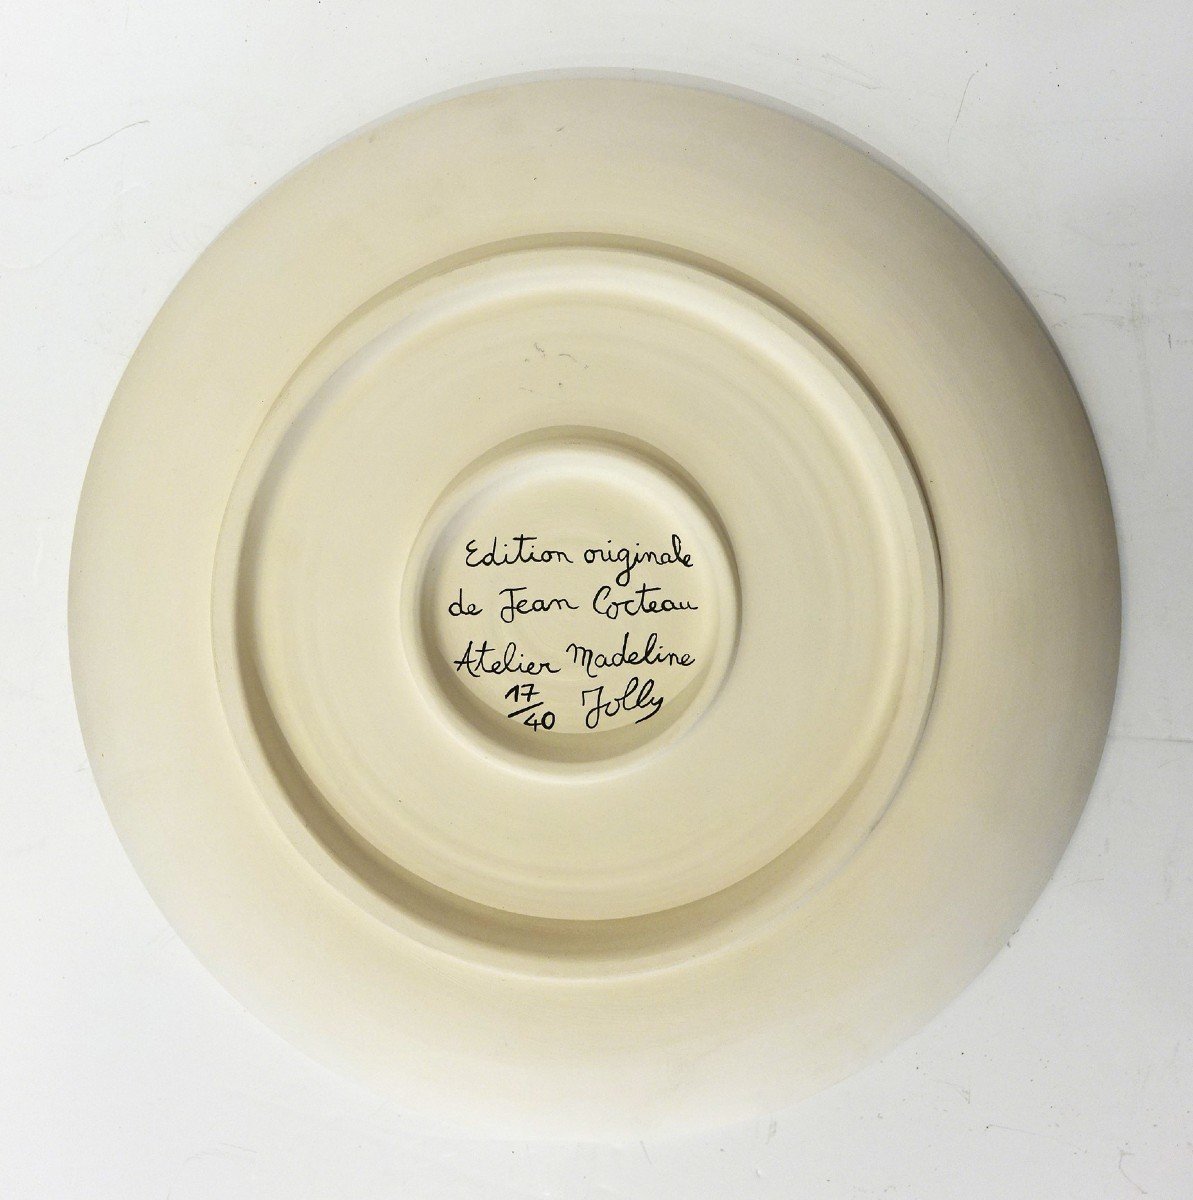 Edition originale
de Jean Cocteau
Atelier Madeline
17/40 Jolly